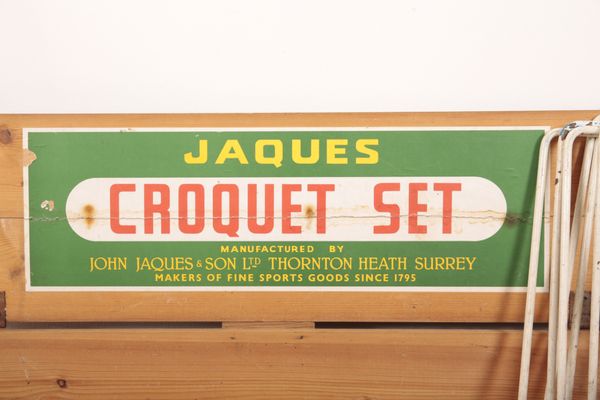 JAQUES
CROQUET SET
MANUFACTURED BY
JOHN JAQUES & SON LTD THORNTON HEATH SURREY
MAKERS OF FINE SPORTS GOODS SINCE 1795